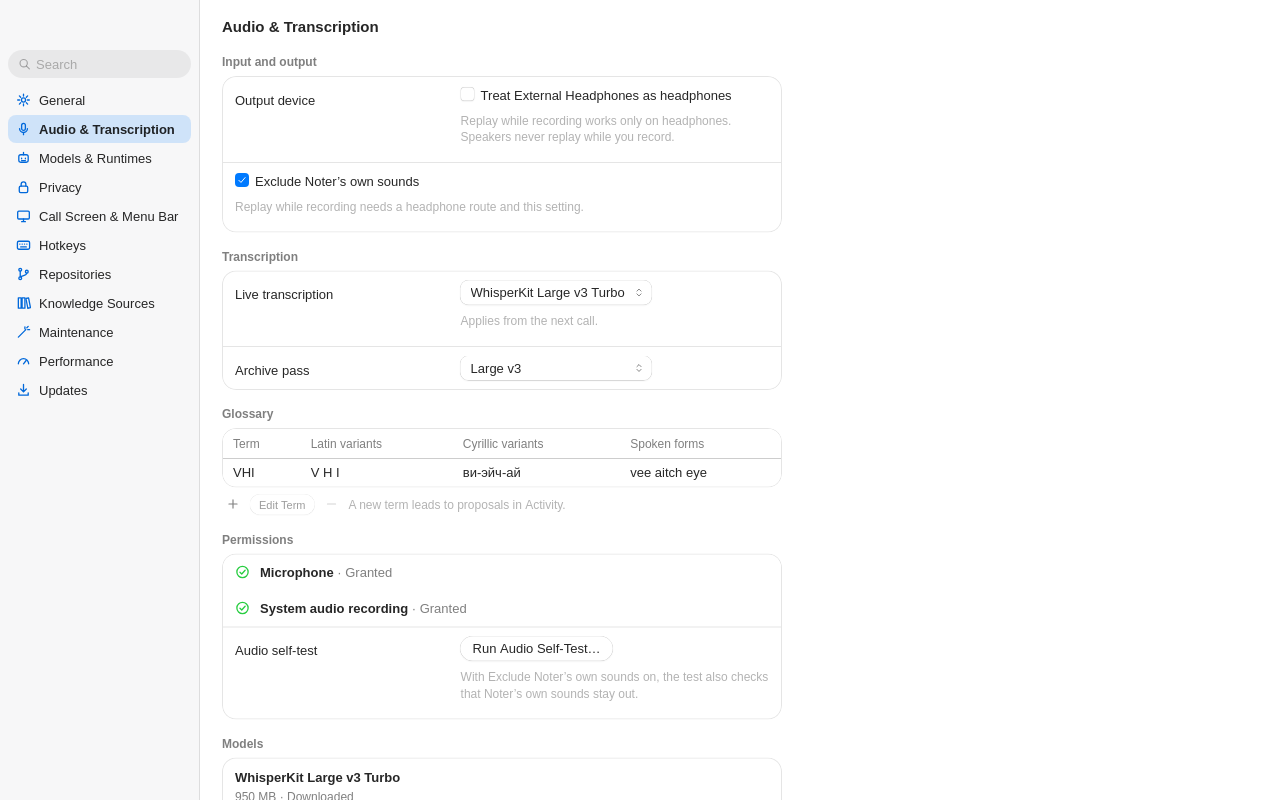 Search
General
Audio & Transcription
Models & Runtimes
Privacy
Call Screen & Menu Bar
Hotkeys
Repositories
Knowledge Sources
Maintenance
Performance
Updates
Audio & Transcription
Input and output
Output device
Treat External Headphones as headphones
Replay while recording works only on headphones.
Speakers never replay while you record.
Exclude Noter’s own sounds
Replay while recording needs a headphone route and this setting.
Transcription
Live transcription
WhisperKit Large v3 Turbo
Applies from the next call.
Archive pass
Large v3
Glossary
Term Latin variants Cyrillic variants Spoken forms
VHI V H I ви-эйч-ай vee aitch eye
Edit Term
A new term leads to proposals in Activity.
Permissions
Microphone · Granted
System audio recording · Granted
Audio self-test
Run Audio Self-Test…
With Exclude Noter’s own sounds on, the test also checks
that Noter’s own sounds stay out.
Models
WhisperKit Large v3 Turbo
950 MB · Downloaded